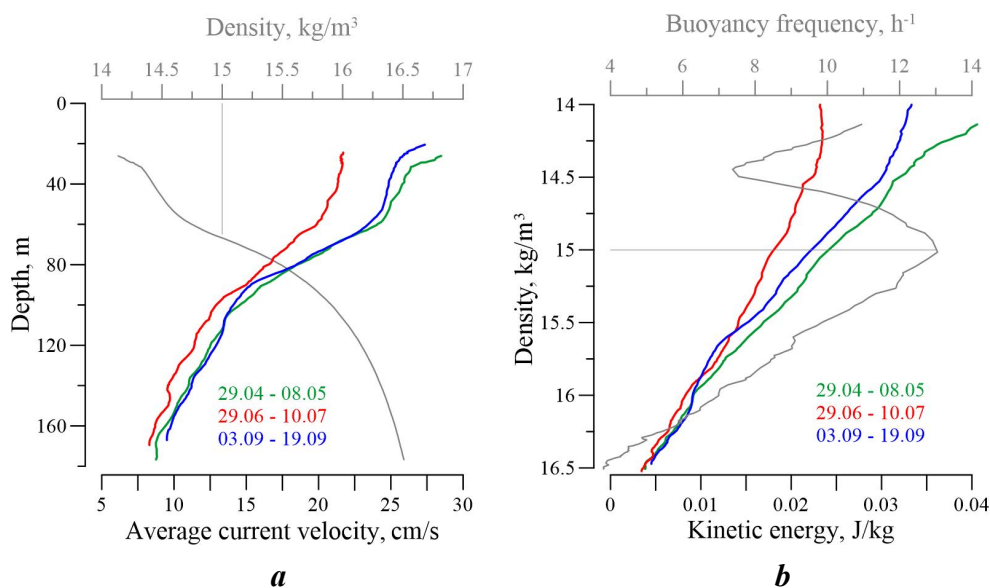 Density, kg/m³
14 14.5 15 15.5 16 16.5 17
0
40
80
120
160
Depth, m
29.04 - 08.05
29.06 - 10.07
03.09 - 19.09
5 10 15 20 25 30
Average current velocity, cm/s
a
Buoyancy frequency, h⁻¹
4 6 8 10 12 14
14
14.5
15
15.5
16
16.5
Density, kg/m³
29.04 - 08.05
29.06 - 10.07
03.09 - 19.09
0 0.01 0.02 0.03 0.04
Kinetic energy, J/kg
b